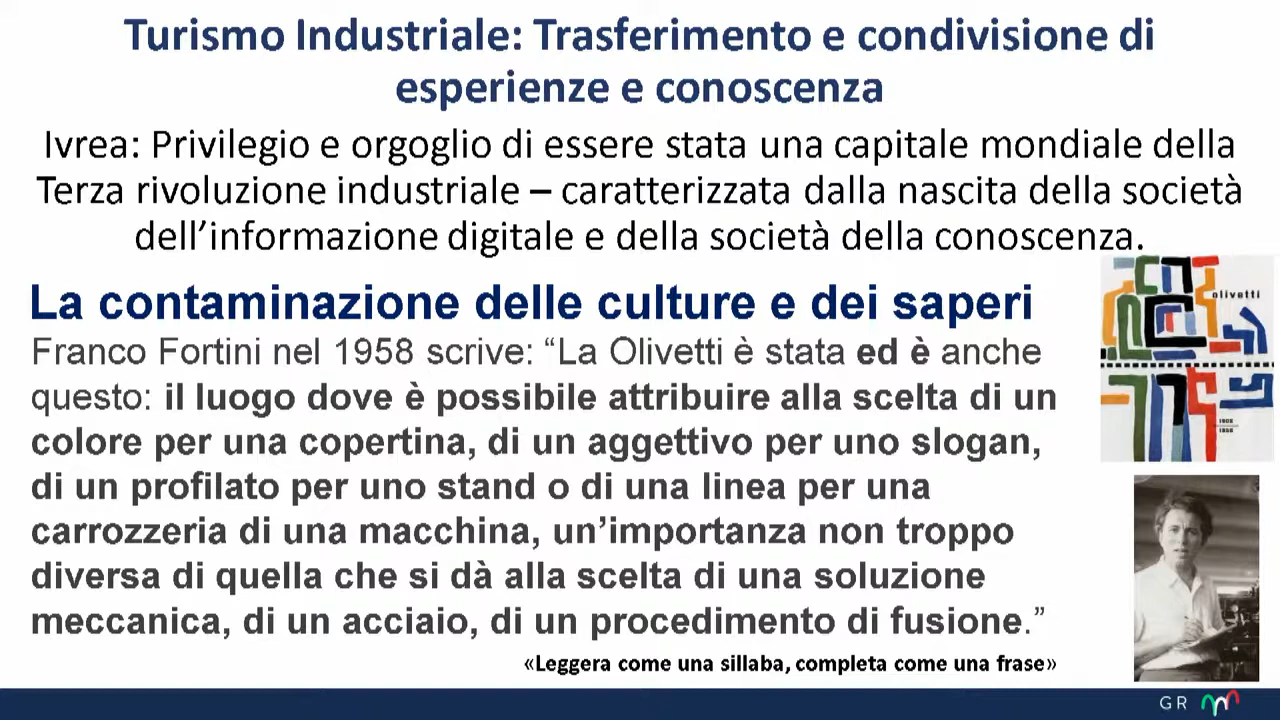 Turismo Industriale: Trasferimento e condivisione di
esperienze e conoscenza
Ivrea: Privilegio e orgoglio di essere stata una capitale mondiale della
Terza rivoluzione industriale – caratterizzata dalla nascita della società
dell’informazione digitale e della società della conoscenza.
La contaminazione delle culture e dei saperi
Franco Fortini nel 1958 scrive: “La Olivetti è stata ed è anche
questo: il luogo dove è possibile attribuire alla scelta di un
colore per una copertina, di un aggettivo per uno slogan,
di un profilato per uno stand o di una linea per una
carrozzeria di una macchina, un’importanza non troppo
diversa di quella che si dà alla scelta di una soluzione
meccanica, di un acciaio, di un procedimento di fusione.”
«Leggera come una sillaba, completa come una frase»
olivetti
1908
GR